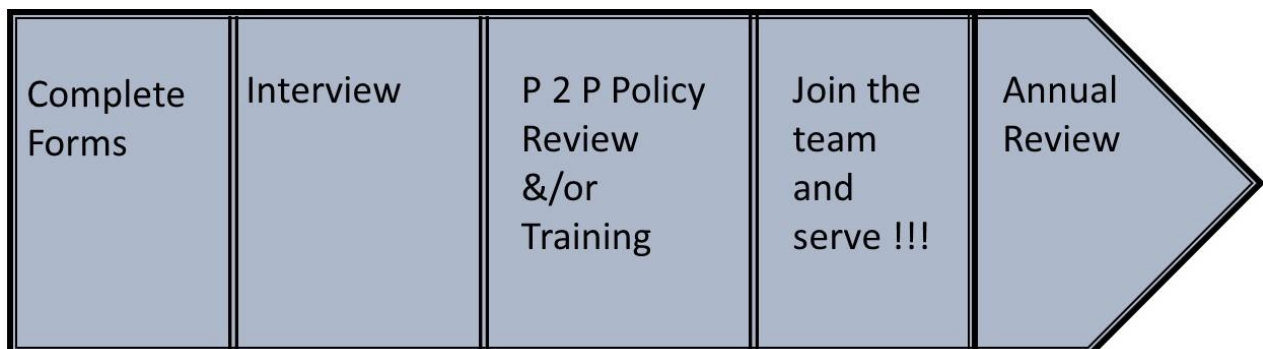 Complete
Forms
Interview
P 2 P Policy
Review
&/or
Training
Join the
team
and
serve !!!
Annual
Review